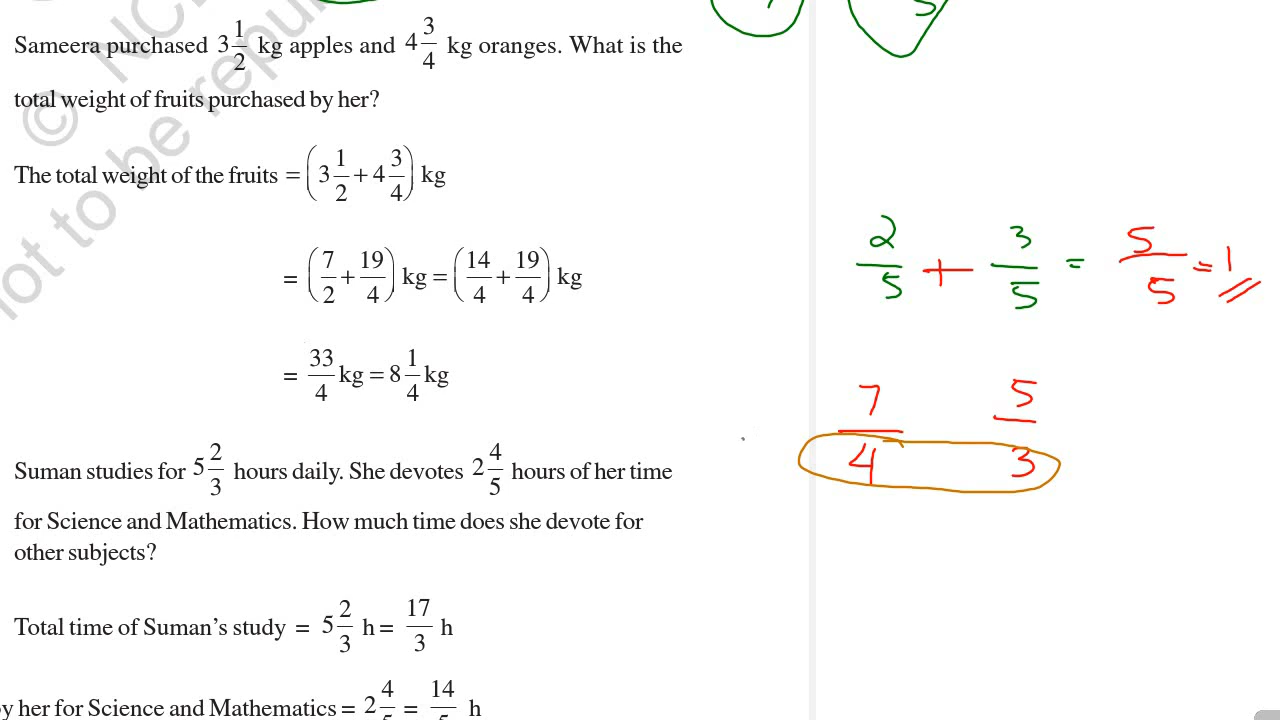 Sameera purchased 3 1/2 kg apples and 4 3/4 kg oranges. What is the
total weight of fruits purchased by her?
The total weight of the fruits = (3 1/2 + 4 3/4) kg
= (7/2 + 19/4) kg = (14/4 + 19/4) kg
= 33/4 kg = 8 1/4 kg
Suman studies for 5 2/3 hours daily. She devotes 2 4/5 hours of her time
for Science and Mathematics. How much time does she devote for
other subjects?
Total time of Suman's study = 5 2/3 h = 17/3 h
by her for Science and Mathematics = 2 4/5 = 14/5 h
© NC
not to be repu
2/5 + 3/5 = 5/5 = 1
7/4 5/3